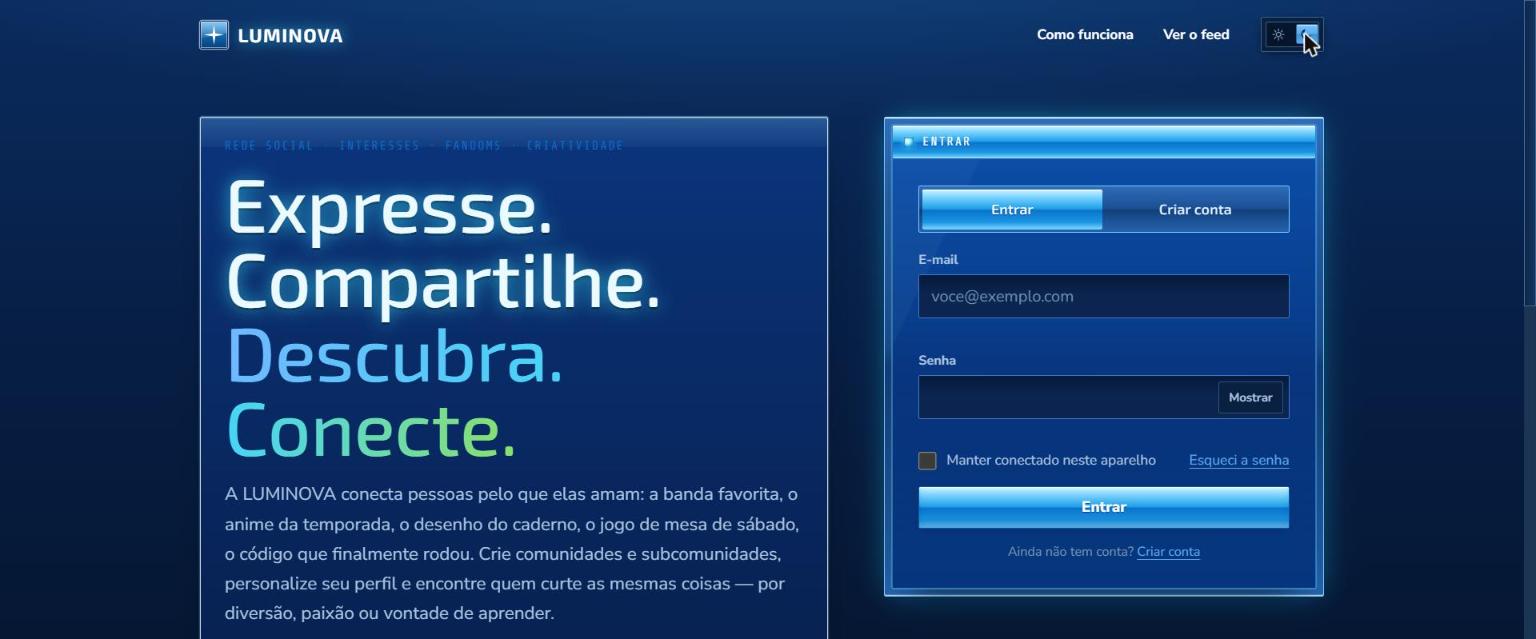 LUMINOVA
Como funciona
Ver o feed
REDE SOCIAL · INTERESSES · FANDOMS · CRIATIVIDADE
Expresse.
Compartilhe.
Descubra.
Conecte.
A LUMINOVA conecta pessoas pelo que elas amam: a banda favorita, o
anime da temporada, o desenho do caderno, o jogo de mesa de sábado,
o código que finalmente rodou. Crie comunidades e subcomunidades,
personalize seu perfil e encontre quem curte as mesmas coisas — por
diversão, paixão ou vontade de aprender.
ENTRAR
Entrar
Criar conta
E-mail
voce@exemplo.com
Senha
Mostrar
Manter conectado neste aparelho
Esqueci a senha
Entrar
Ainda não tem conta? Criar conta